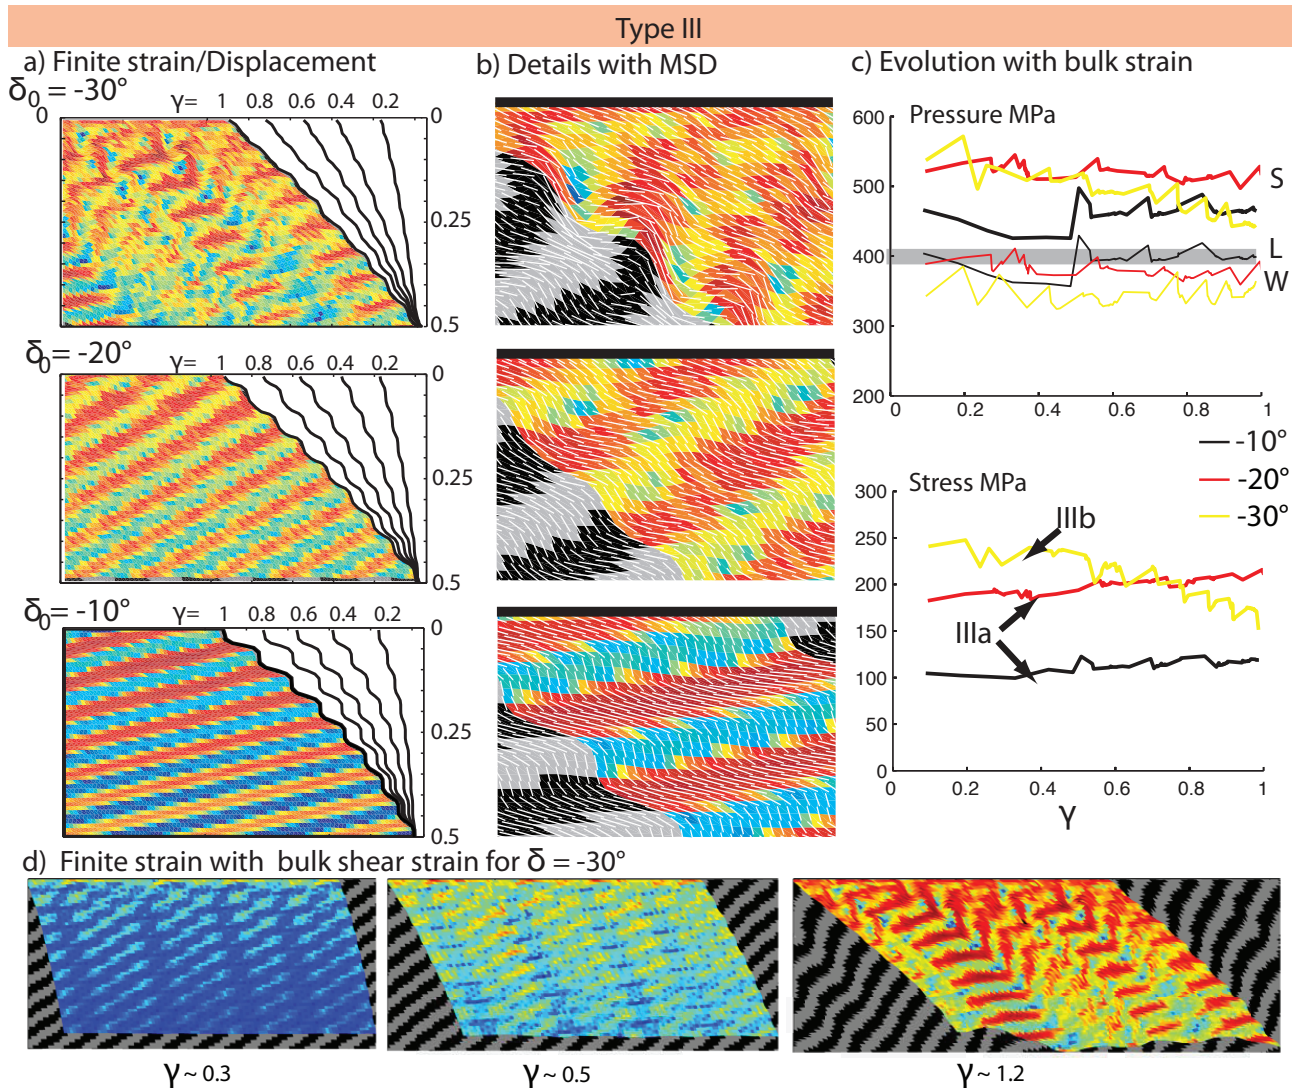 Type III
a) Finite strain/Displacement
b) Details with MSD
c) Evolution with bulk strain
δ0 = -30°
γ= 1 0.8 0.6 0.4 0.2
0
0
0.25
0.5
δ0 = -20°
γ= 1 0.8 0.6 0.4 0.2
0
0.25
0.5
δ0 = -10°
γ= 1 0.8 0.6 0.4 0.2
0
0.25
0.5
Pressure MPa
600
500
400
300
200
S
L
W
0 0.2 0.4 0.6 0.8 1
-10°
-20°
-30°
Stress MPa
300
250
200
150
100
50
0
IIIb
IIIa
0 0.2 0.4 0.6 0.8 1
γ
d) Finite strain with bulk shear strain for δ = -30°
γ ~ 0.3
γ ~ 0.5
γ ~ 1.2